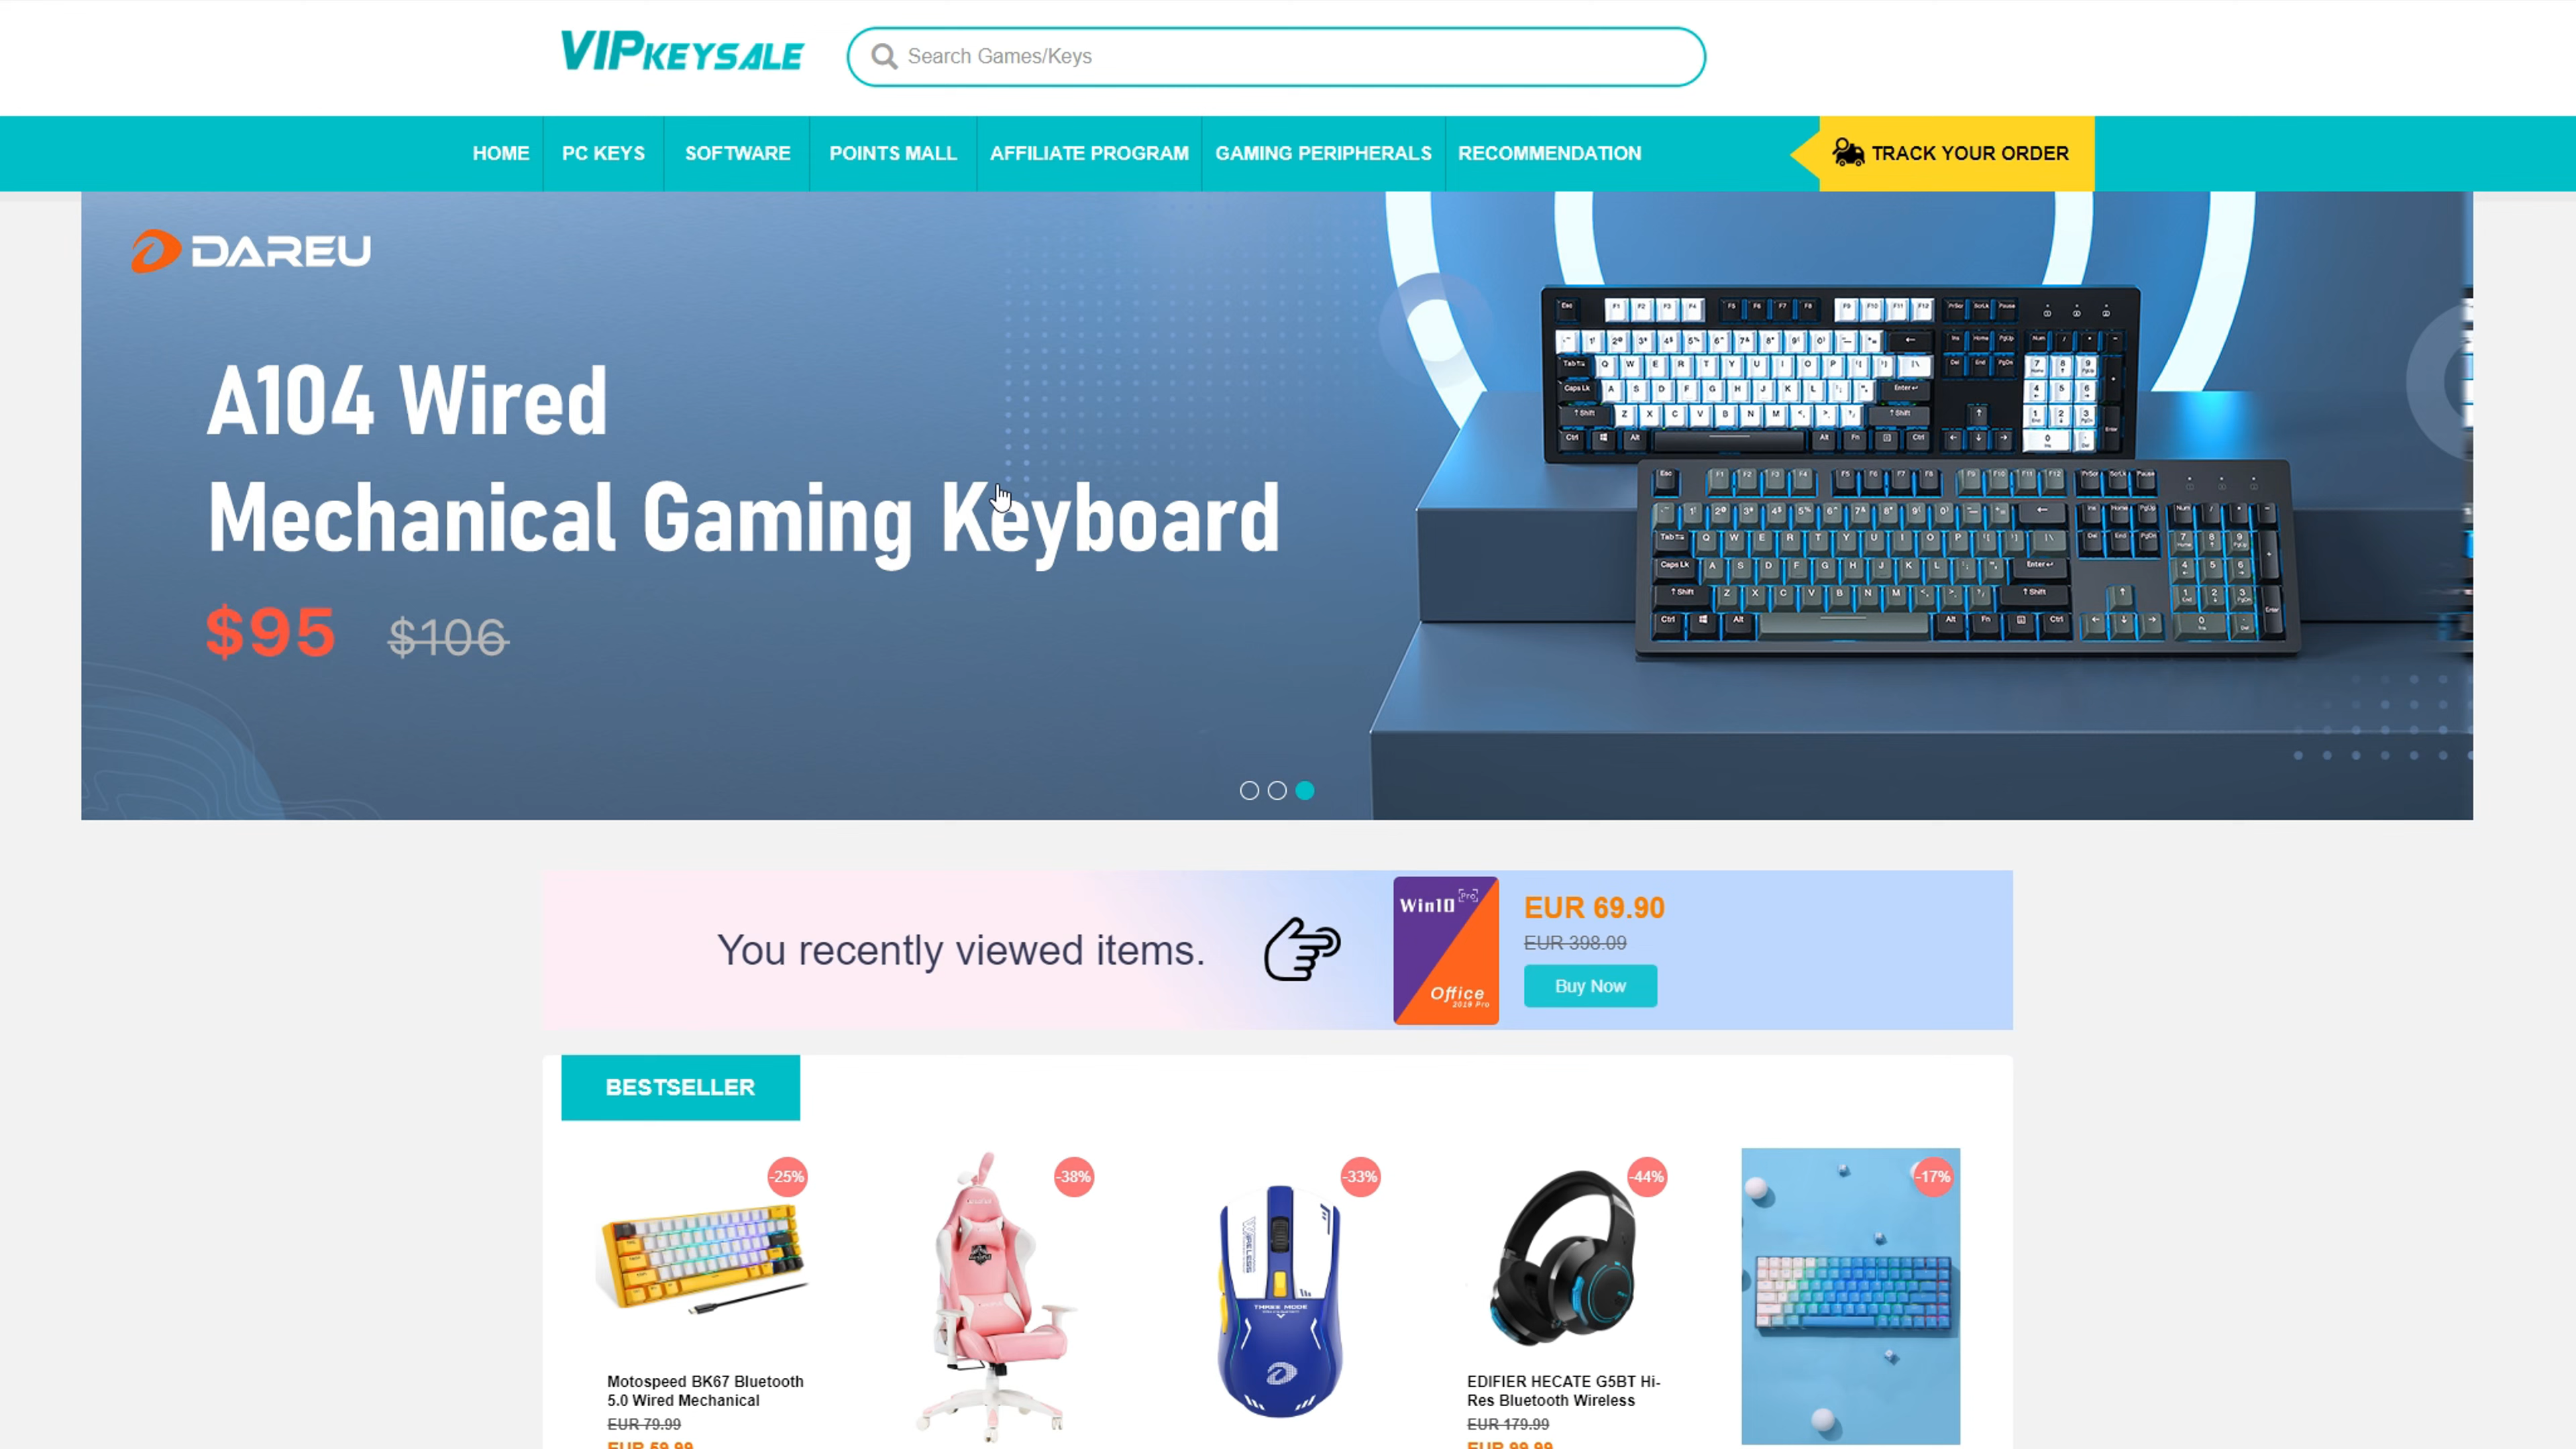 VIPKEYSALE
Search Games/Keys
HOME
PC KEYS
SOFTWARE
POINTS MALL
AFFILIATE PROGRAM
GAMING PERIPHERALS
RECOMMENDATION
TRACK YOUR ORDER
DAREU
A104 Wired
Mechanical Gaming Keyboard
$95 $106
You recently viewed items.
Win10 Pro
Office
2019 Pro
EUR 69.90
EUR 398.09
Buy Now
BESTSELLER
-25%
-38%
-33%
-44%
-17%
THREE MODE
Motospeed BK67 Bluetooth
5.0 Wired Mechanical
EUR 79.99
EUR 59.99
EDIFIER HECATE G5BT Hi-
Res Bluetooth Wireless
EUR 179.99
EUR 99.99